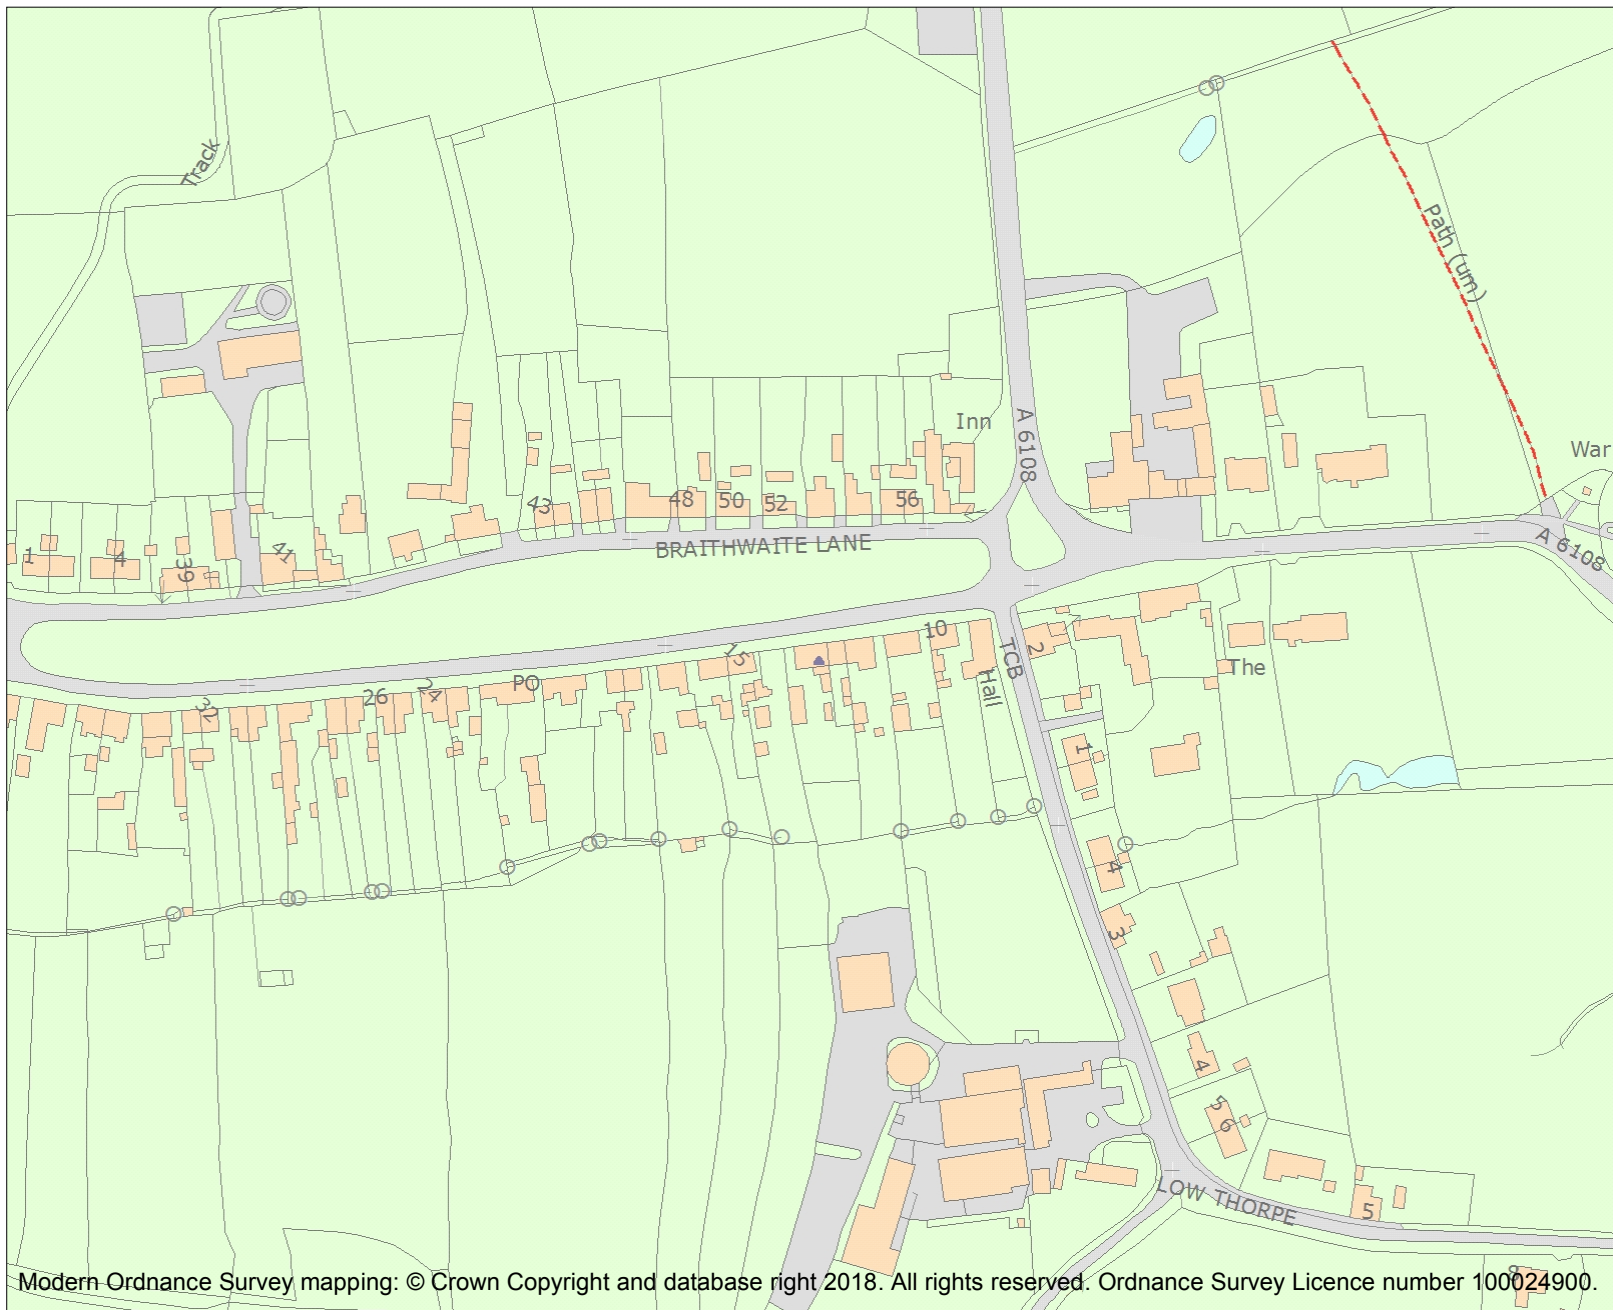 Track
Path (um)
Inn
A 6108
War
43
48
50
52
56
BRAITHWAITE LANE
A 6108
1
4
39
41
10
15
2
TCB
Hall
The
PO
26
24
32
1
4
3
4
5
6
LOW THORPE
5
8
Modern Ordnance Survey mapping: © Crown Copyright and database right 2018. All rights reserved. Ordnance Survey Licence number 100024900.